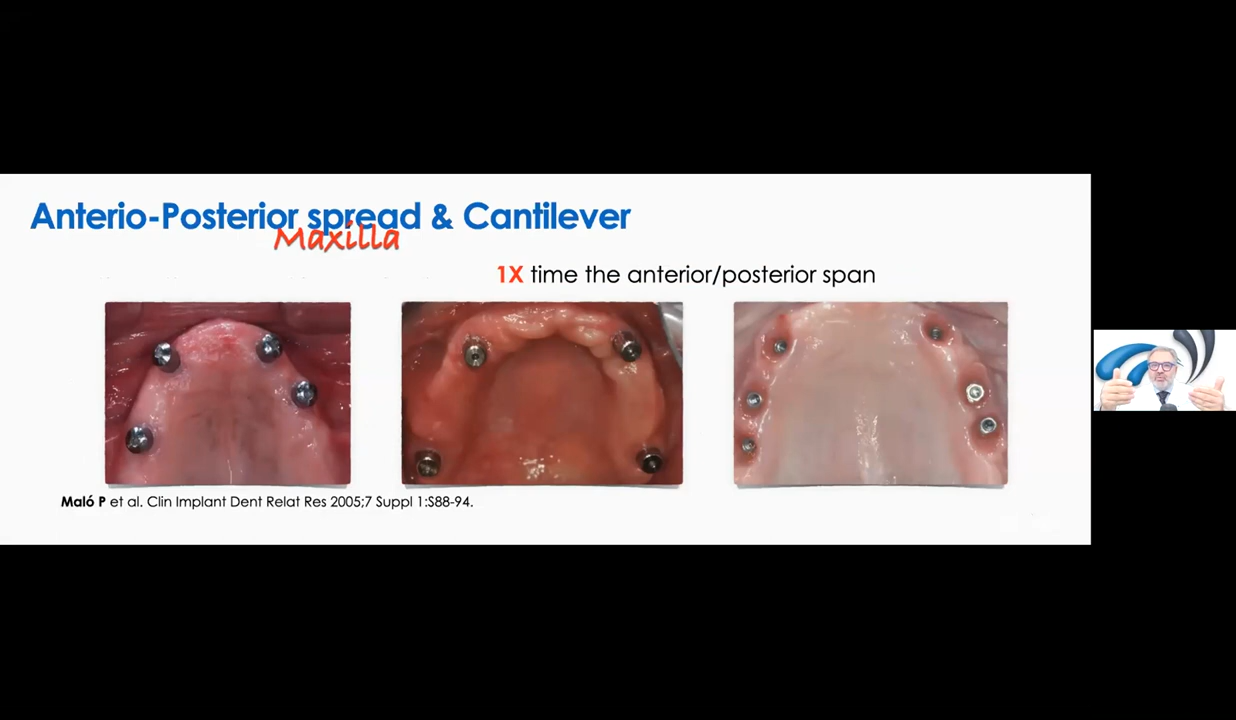 Anterio-Posterior spread & Cantilever
Maxilla
1X time the anterior/posterior span
Maló P et al. Clin Implant Dent Relat Res 2005;7 Suppl 1:S88-94.